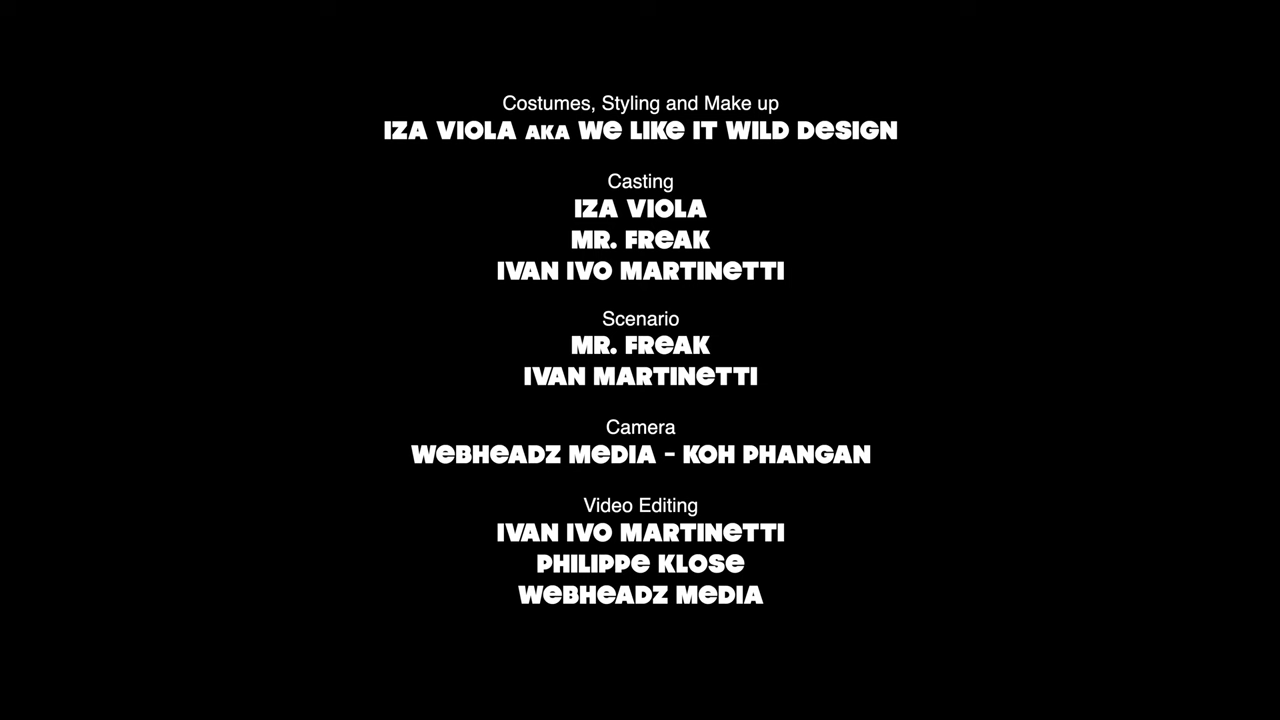 Costumes, Styling and Make up
IZA VIOLA AKA WE LIKE IT WILD DESIGN
Casting
IZA VIOLA
MR. FREAK
IVAN IVO MARTINETTI
Scenario
MR. FREAK
IVAN MARTINETTI
Camera
WEBHEADZ MEDIA - KOH PHANGAN
Video Editing
IVAN IVO MARTINETTI
PHILIPPE KLOSE
WEBHEADZ MEDIA